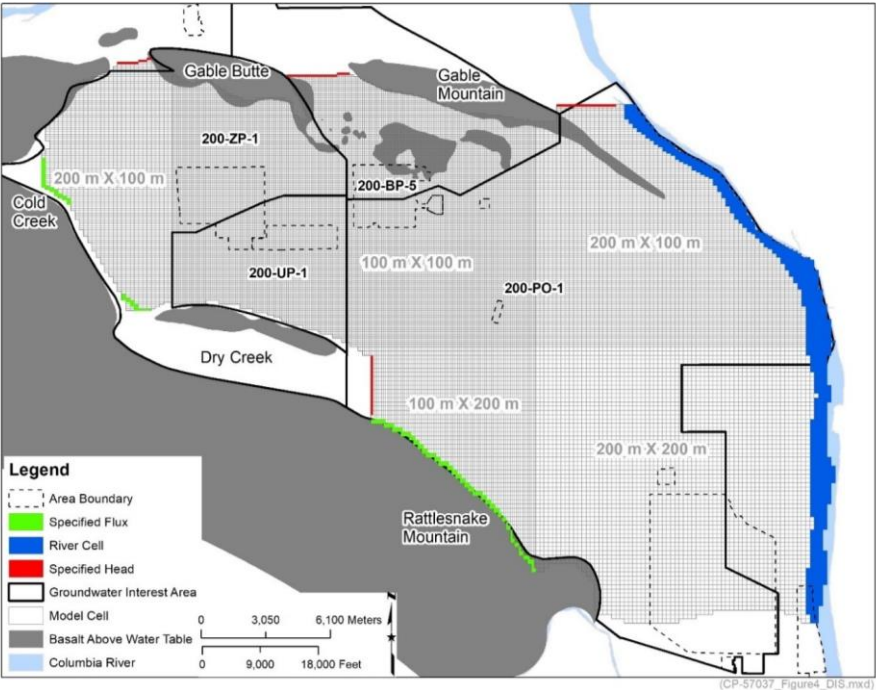 Gable Butte
Gable
Mountain
200-ZP-1
200 m X 100 m
200-BP-5
Cold
Creek
200 m X 100 m
100 m X 100 m
200-UP-1
200-PO-1
Dry Creek
100 m X 200 m
200 m X 200 m
Rattlesnake
Mountain
Legend
Area Boundary
Specified Flux
River Cell
Specified Head
Groundwater Interest Area
Model Cell
Basalt Above Water Table
Columbia River
0 3,050 6,100 Meters
0 9,000 18,000 Feet
(CP-57037_Figure4_DIS.mxd)